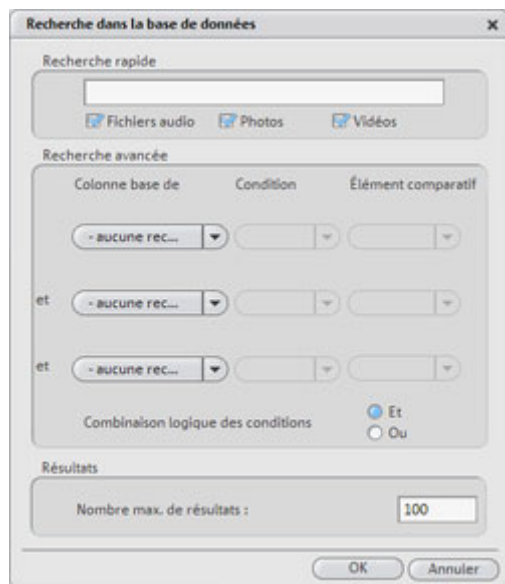 Recherche dans la base de données
Recherche rapide
Fichiers audio Photos Vidéos
Recherche avancée
Colonne base de Condition Élément comparatif
- aucune rec...
et - aucune rec...
et - aucune rec...
Combinaison logique des conditions
Et
Ou
Résultats
Nombre max. de résultats : 100
OK Annuler